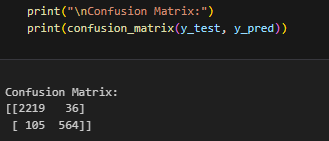 print("\nConfusion Matrix:")
print(confusion_matrix(y_test, y_pred))
Confusion Matrix:
[[2219   36]
 [ 105  564]]